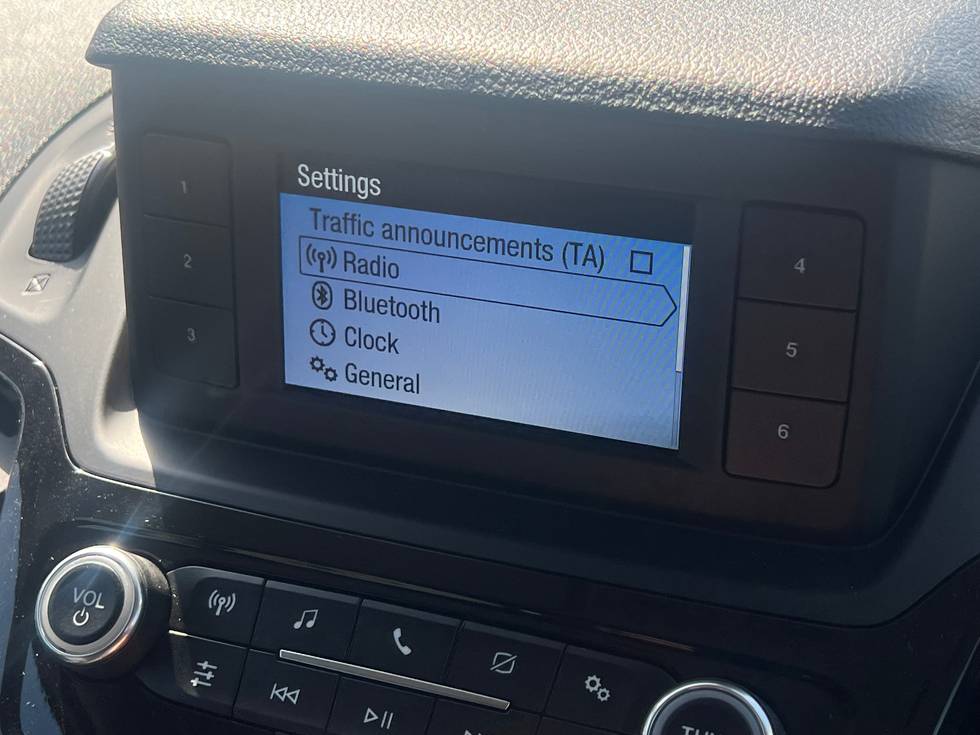 Settings
Traffic announcements (TA)
Radio
Bluetooth
Clock
General
1
2
3
4
5
6
VOL